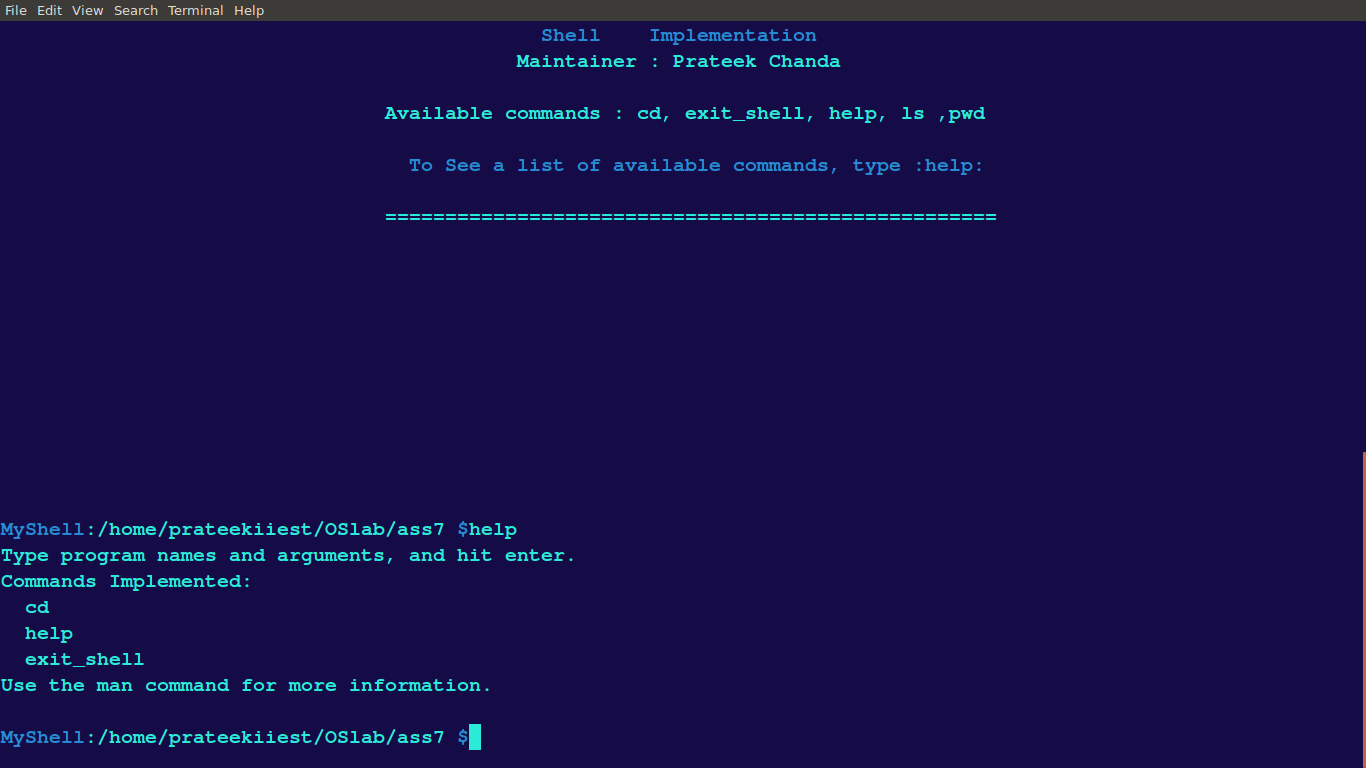 File Edit View Search Terminal Help
Shell Implementation
Maintainer : Prateek Chanda
Available commands : cd, exit_shell, help, ls ,pwd
To See a list of available commands, type :help:
===================================================
MyShell:/home/prateekiiest/OSlab/ass7 $help
Type program names and arguments, and hit enter.
Commands Implemented:
cd
help
exit_shell
Use the man command for more information.
MyShell:/home/prateekiiest/OSlab/ass7 $